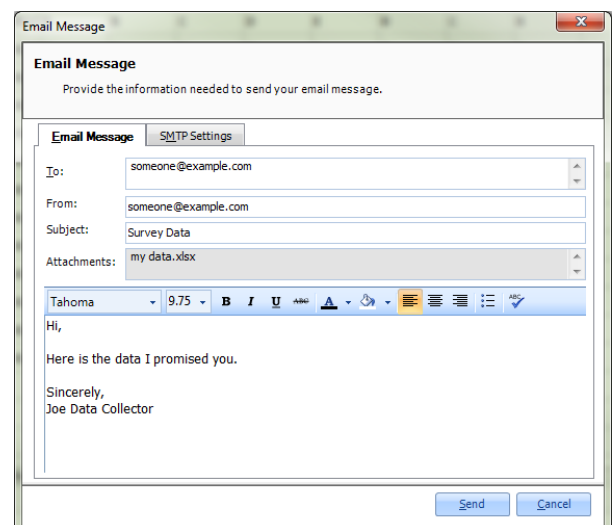 Email Message
Email Message
Provide the information needed to send your email message.
Email Message SMTP Settings
To: someone@example.com
From: someone@example.com
Subject: Survey Data
Attachments: my data.xlsx
Tahoma 9.75 B I U ABC A ABC
Hi,
Here is the data I promised you.
Sincerely,
Joe Data Collector
Send Cancel